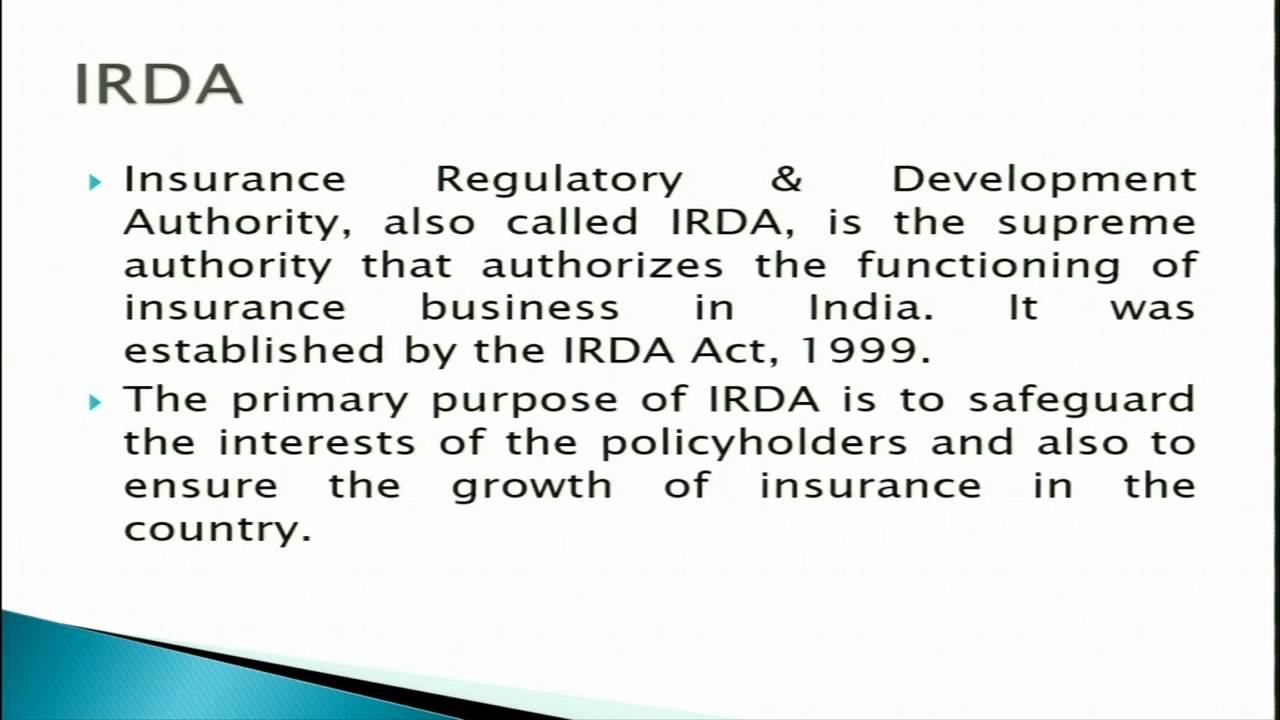 IRDA
Insurance Regulatory & Development
Authority, also called IRDA, is the supreme
authority that authorizes the functioning of
insurance business in India. It was
established by the IRDA Act, 1999.
The primary purpose of IRDA is to safeguard
the interests of the policyholders and also to
ensure the growth of insurance in the
country.